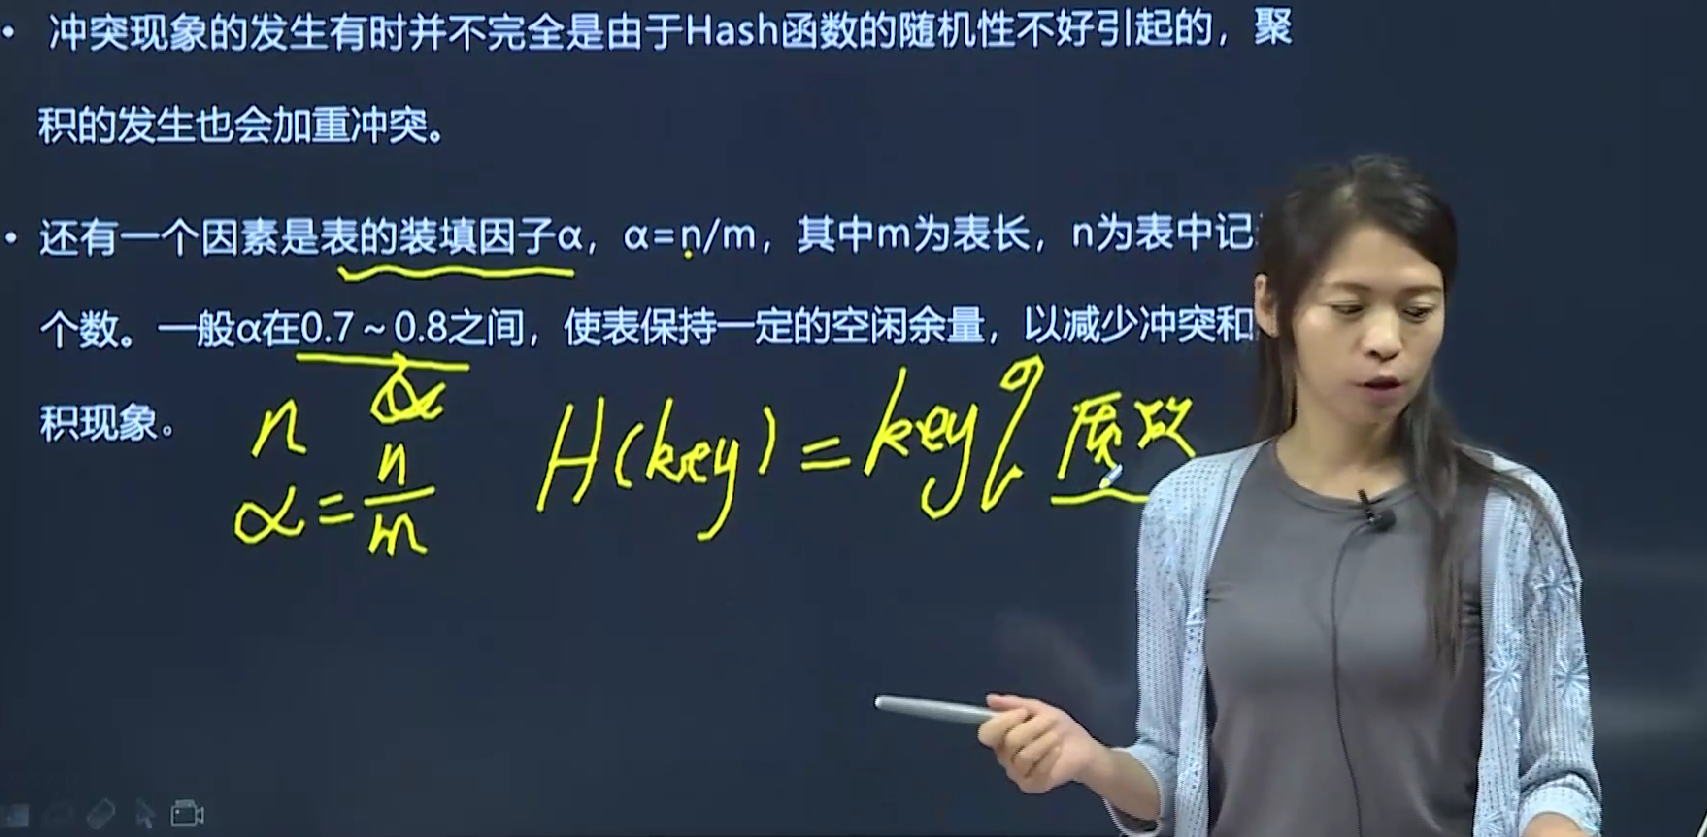 • 冲突现象的发生有时并不完全是由于Hash函数的随机性不好引起的，聚
积的发生也会加重冲突。
• 还有一个因素是表的装填因子α，α=n/m，其中m为表长，n为表中记
个数。一般α在0.7～0.8之间，使表保持一定的空闲余量，以减少冲突和
积现象。
n α
α = n/m
H(key) = key % 质数